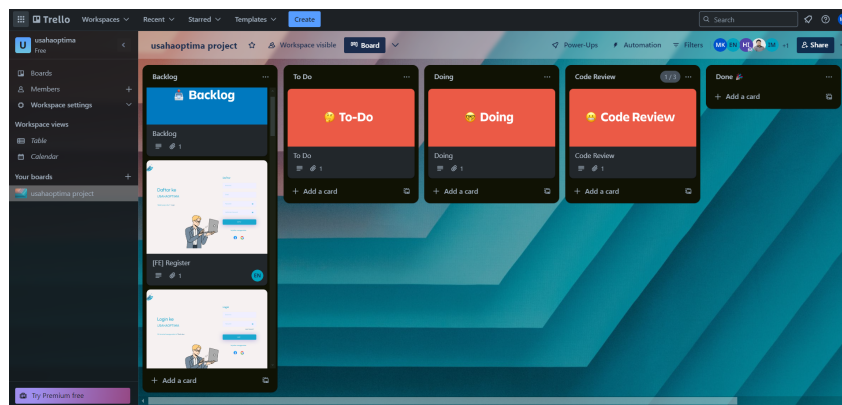 Trello
Workspaces
Recent
Starred
Templates
Create
Search
U
usahaoptima
Free
usahaoptima project
Workspace visible
Board
Power-Ups
Automation
Filters
MK
EN
+1
Share
Boards
Members
Workspace settings
Workspace views
Table
Calendar
Your boards
usahaoptima project
Try Premium free
Backlog
Backlog
Backlog
1
Daftar ke
[FE] Register
1
EN
Login ke
Add a card
To Do
To-Do
To Do
1
Add a card
Doing
Doing
Doing
1
Add a card
Code Review
1 / 3
Code Review
Code Review
1
Add a card
Done
Add a card